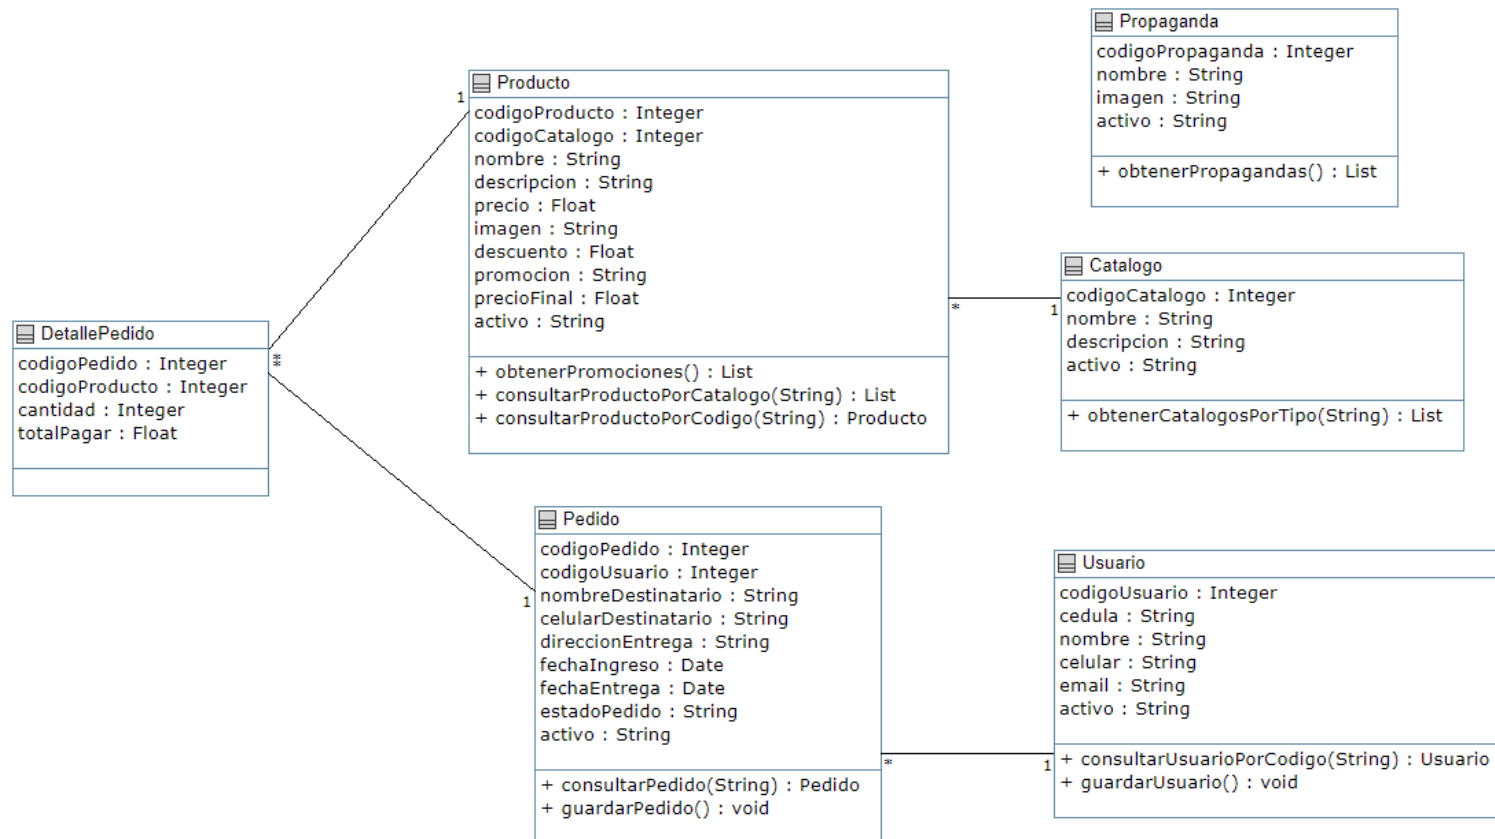 Propaganda
codigoPropaganda : Integer
nombre : String
imagen : String
activo : String
+ obtenerPropagandas() : List
Producto
1
codigoProducto : Integer
codigoCatalogo : Integer
nombre : String
descripcion : String
precio : Float
imagen : String
descuento : Float
promocion : String
precioFinal : Float
activo : String
+ obtenerPromociones() : List
+ consultarProductoPorCatalogo(String) : List
+ consultarProductoPorCodigo(String) : Producto
*
1
Catalogo
codigoCatalogo : Integer
nombre : String
descripcion : String
activo : String
+ obtenerCatalogosPorTipo(String) : List
DetallePedido
codigoPedido : Integer
codigoProducto : Integer
cantidad : Integer
totalPagar : Float
*
*
Pedido
codigoPedido : Integer
codigoUsuario : Integer
1
nombreDestinatario : String
celularDestinatario : String
direccionEntrega : String
fechaIngreso : Date
fechaEntrega : Date
estadoPedido : String
activo : String
+ consultarPedido(String) : Pedido
+ guardarPedido() : void
*
1
Usuario
codigoUsuario : Integer
cedula : String
nombre : String
celular : String
email : String
activo : String
+ consultarUsuarioPorCodigo(String) : Usuario
+ guardarUsuario() : void